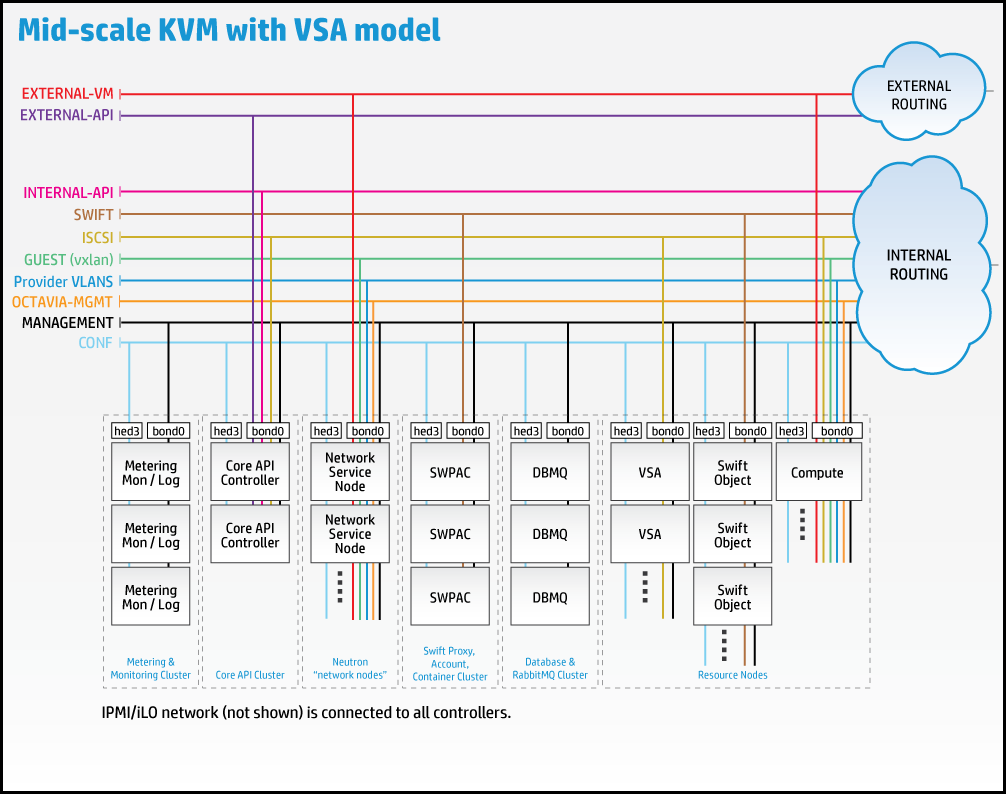 Mid-scale KVM with VSA model
EXTERNAL-VM
EXTERNAL-API
EXTERNAL
ROUTING
INTERNAL-API
SWIFT
ISCSI
GUEST (vxlan)
Provider VLANS
OCTAVIA-MGMT
MANAGEMENT
CONF
INTERNAL
ROUTING
hed3 bond0 hed3 bond0 hed3 bond0 hed3 bond0 hed3 bond0 hed3 bond0 hed3 bond0 hed3 bond0
Metering
Mon / Log
Core API
Controller
Network
Service
Node
SWPAC
DBMQ
VSA
Swift
Object
Compute
Metering
Mon / Log
Core API
Controller
Network
Service
Node
SWPAC
DBMQ
VSA
Swift
Object
Metering
Mon / Log
SWPAC
DBMQ
Swift
Object
Metering &
Monitoring Cluster
Core API Cluster
Neutron
“network nodes”
Swift Proxy,
Account,
Container Cluster
Database &
RabbitMQ Cluster
Resource Nodes
IPMI/iLO network (not shown) is connected to all controllers.